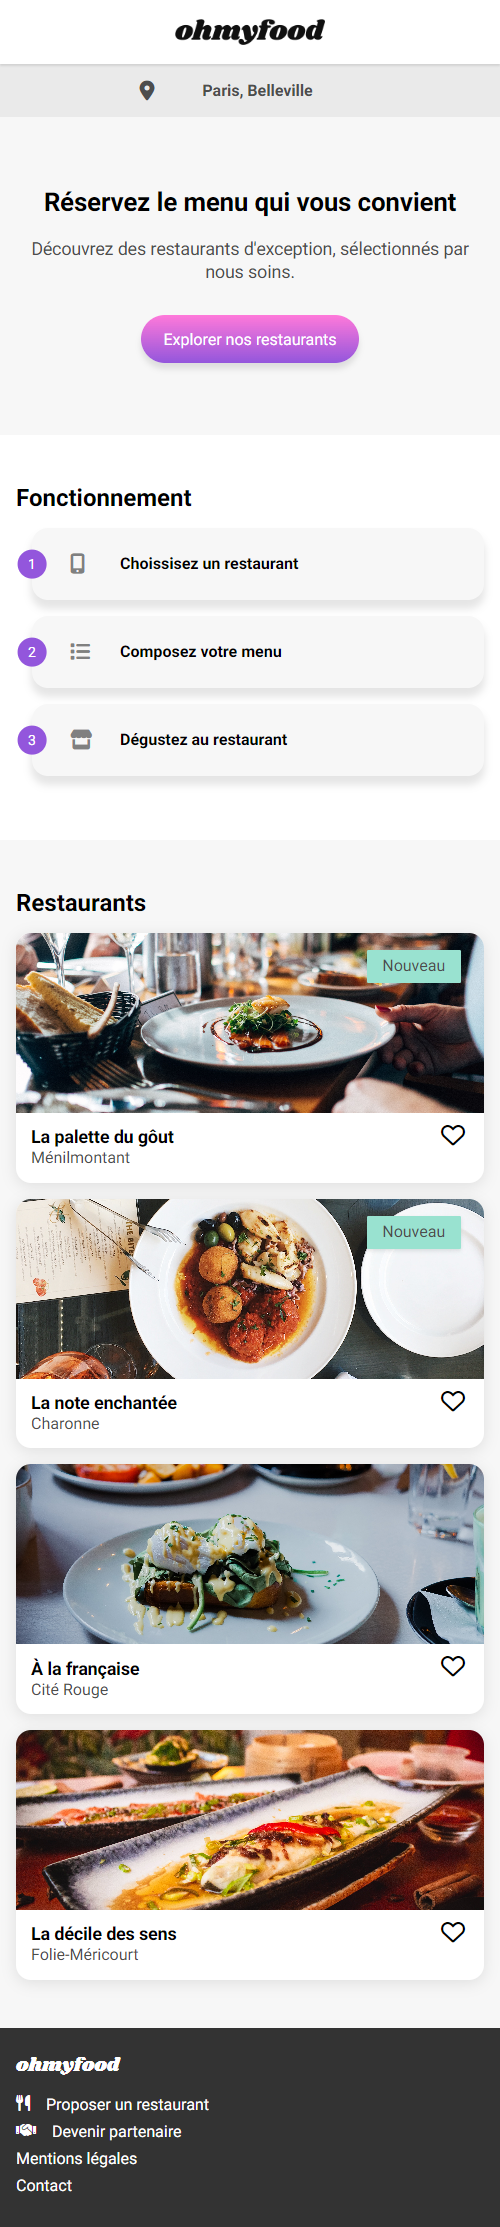 ohmyfood
Paris, Belleville
Réservez le menu qui vous convient
Découvrez des restaurants d'exception, sélectionnés par
nous soins.
Explorer nos restaurants
Fonctionnement
1 Choissisez un restaurant
2 Composez votre menu
3 Dégustez au restaurant
Restaurants
Nouveau
La palette du gôut
Ménilmontant
Nouveau
La note enchantée
Charonne
À la française
Cité Rouge
La décile des sens
Folie-Méricourt
ohmyfood
Proposer un restaurant
Devenir partenaire
Mentions légales
Contact